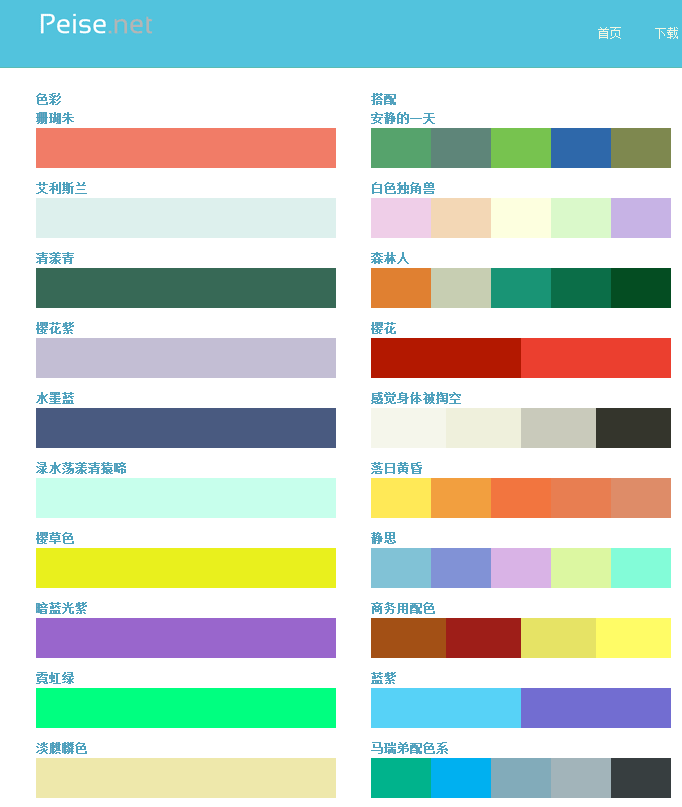 Peise.net
首页 下载
色彩
珊瑚朱
艾利斯兰
清漾青
樱花紫
水墨蓝
渌水荡漾清猿啼
樱草色
暗蓝光紫
霓虹绿
淡麒麟色
搭配
安静的一天
白色独角兽
森林人
樱花
感觉身体被掏空
落日黄昏
静思
商务用配色
蓝紫
马瑞弟配色系